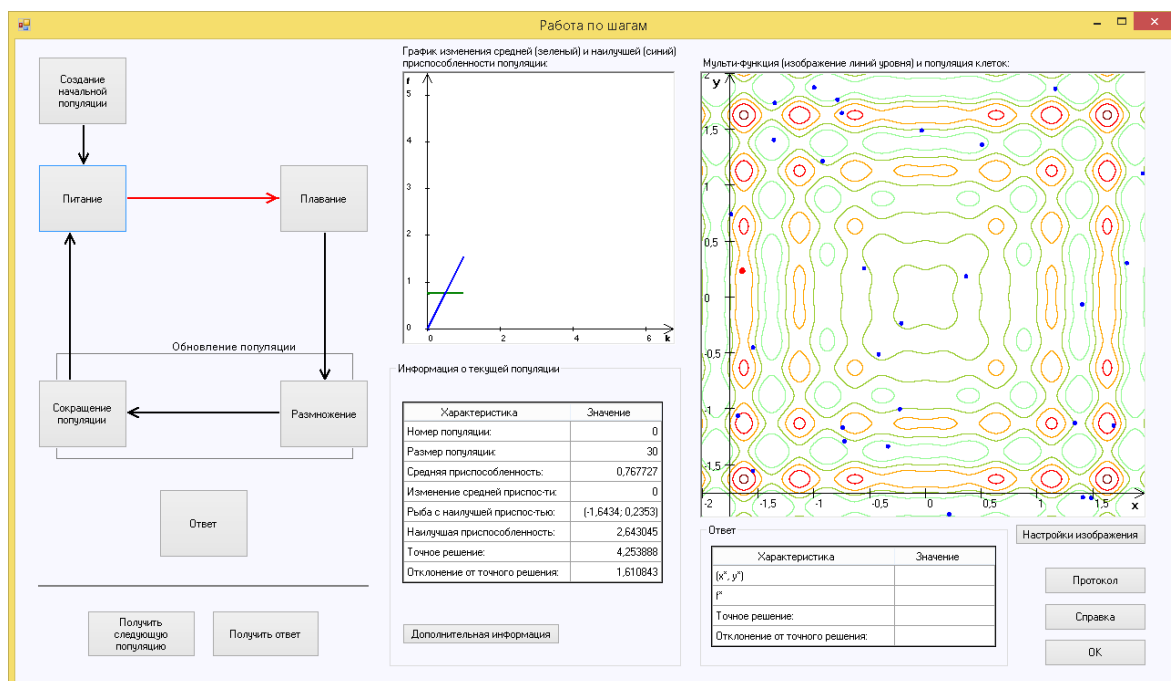 Работа по шагам
Создание
начальной
популяции
Питание
Плавание
Обновление популяции
Сокращение
популяции
Размножение
Ответ
Получить
следующую
популяцию
Получить ответ
График изменения средней (зеленый) и наилучшей (синий)
приспособленности популяции:
f
5
4
3
2
1
0
0 2 4 6
k
Информация о текущей популяции
Характеристика Значение
Номер популяции: 0
Размер популяции: 30
Средняя приспособленность: 0,767727
Изменение средней приспос-ти: 0
Рыба с наилучшей приспос-тью: (-1,6434; 0,2353)
Наилучшая приспособленность: 2,643045
Точное решение: 4,253888
Отклонение от точного решения: 1,610843
Дополнительная информация
Мульти-функция (изображение линий уровня) и популяция клеток:
2
y
1,5
1
0,5
0
-0,5
-1
-1,5
-2 -1,5 -1 -0,5 0 0,5 1 1,5
x
Ответ
Характеристика Значение
(x*, y*)
f*
Точное решение:
Отклонение от точного решения:
Настройки изображения
Протокол
Справка
OK